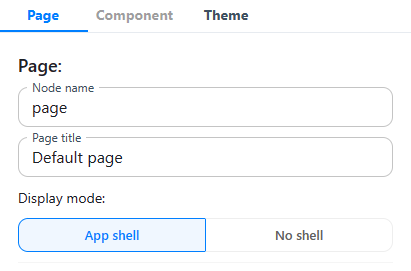 Page Component Theme
Page:
Node name
page
Page title
Default page
Display mode:
App shell No shell